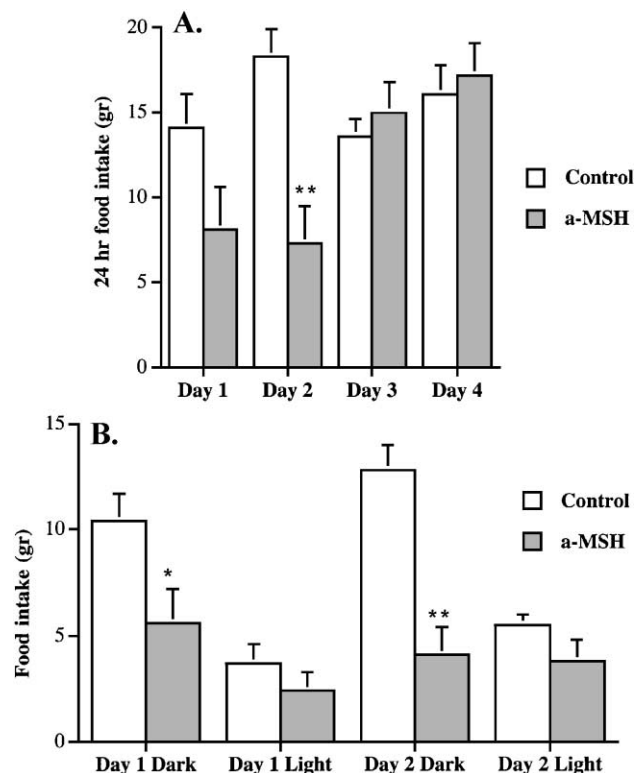 A.
24 hr food intake (gr)
20
15
10
5
0
**
Day 1 Day 2 Day 3 Day 4
Control
a-MSH
B.
Food intake (gr)
15
10
5
0
*
**
Day 1 Dark Day 1 Light Day 2 Dark Day 2 Light
Control
a-MSH